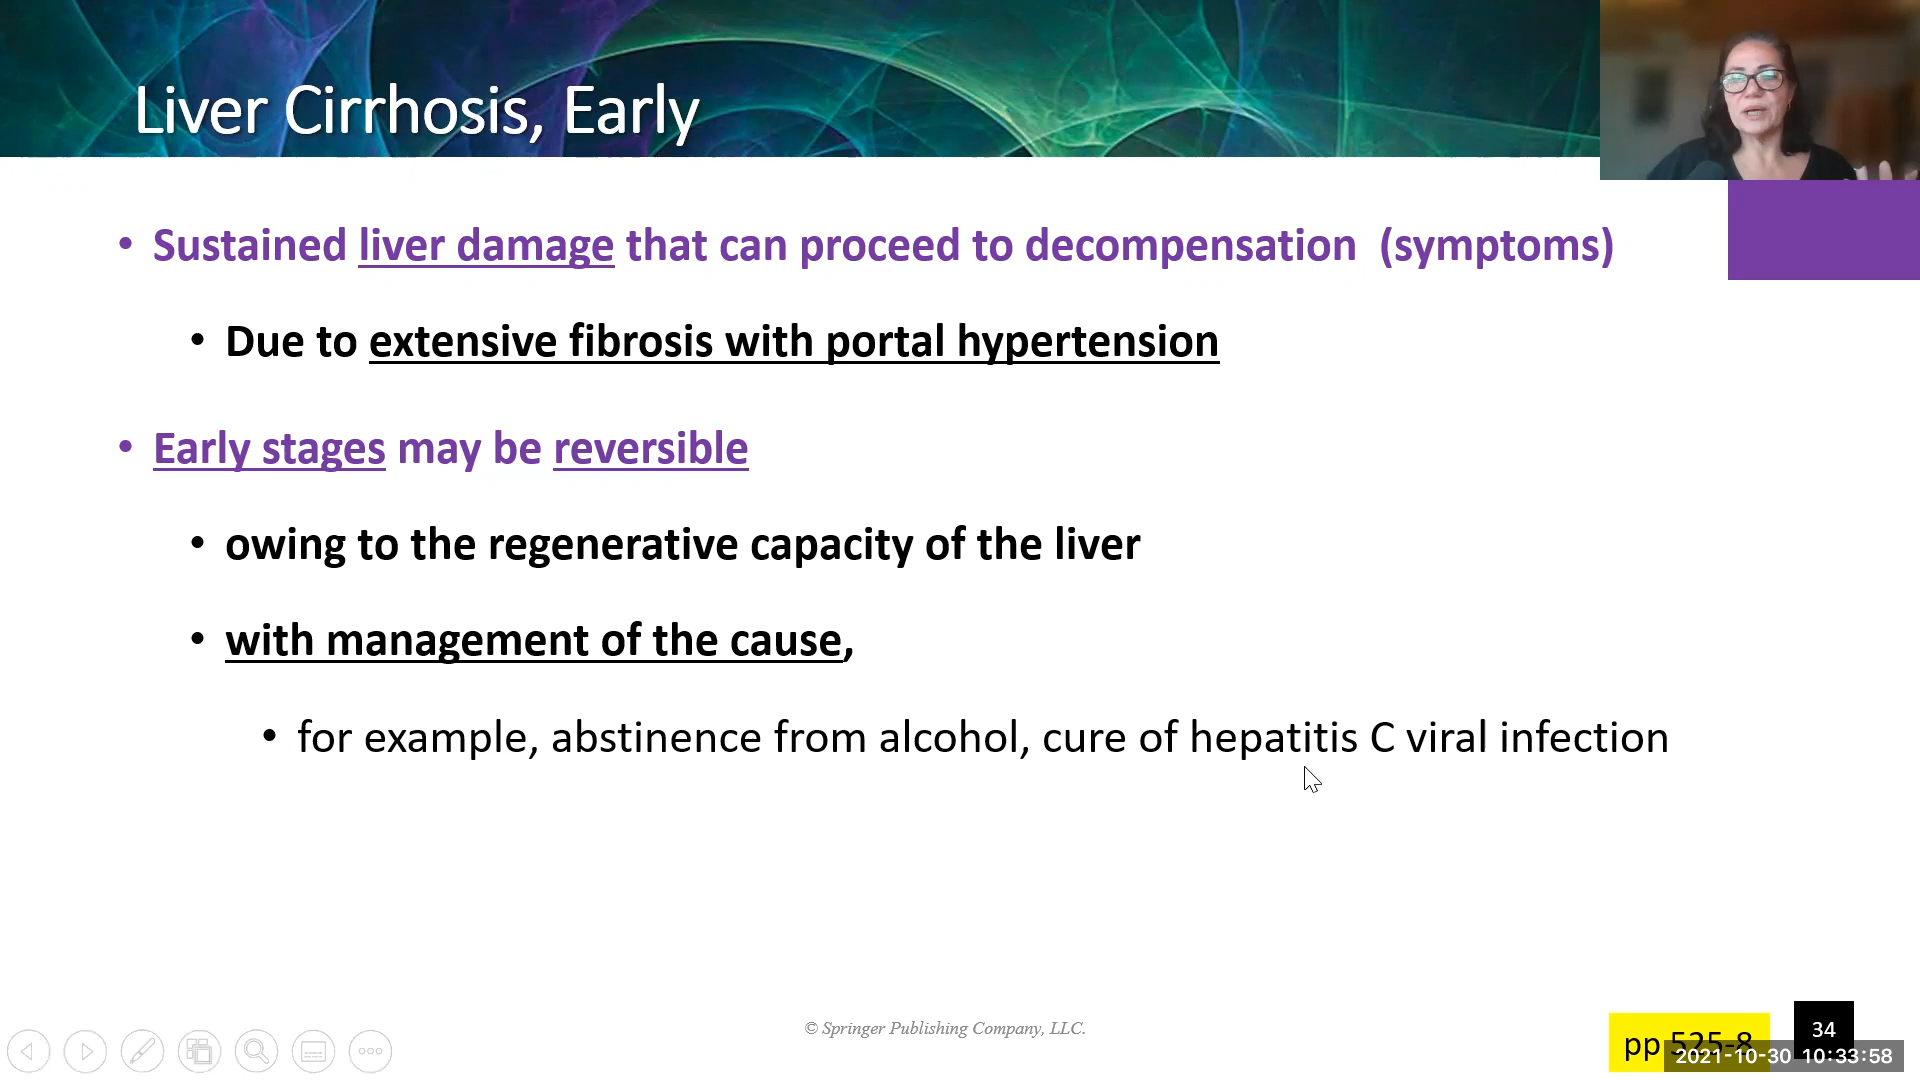 Liver Cirrhosis, Early
• Sustained liver damage that can proceed to decompensation (symptoms)
• Due to extensive fibrosis with portal hypertension
• Early stages may be reversible
• owing to the regenerative capacity of the liver
• with management of the cause,
• for example, abstinence from alcohol, cure of hepatitis C viral infection
© Springer Publishing Company, LLC.
pp 525-8
34
2021-10-30 10:33:58